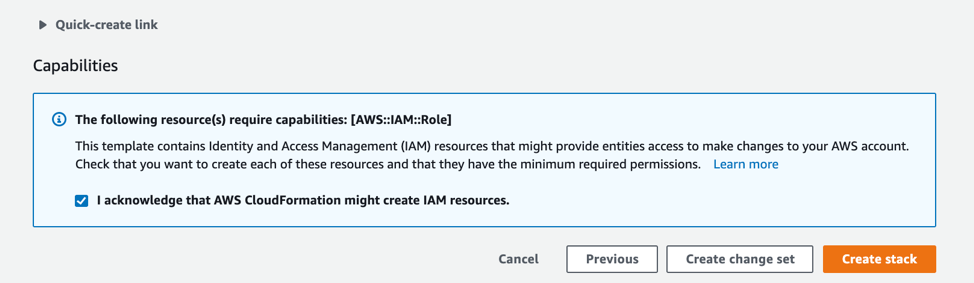 Quick-create link
Capabilities
The following resource(s) require capabilities: [AWS::IAM::Role]
This template contains Identity and Access Management (IAM) resources that might provide entities access to make changes to your AWS account.
Check that you want to create each of these resources and that they have the minimum required permissions. Learn more
I acknowledge that AWS CloudFormation might create IAM resources.
Cancel Previous Create change set Create stack